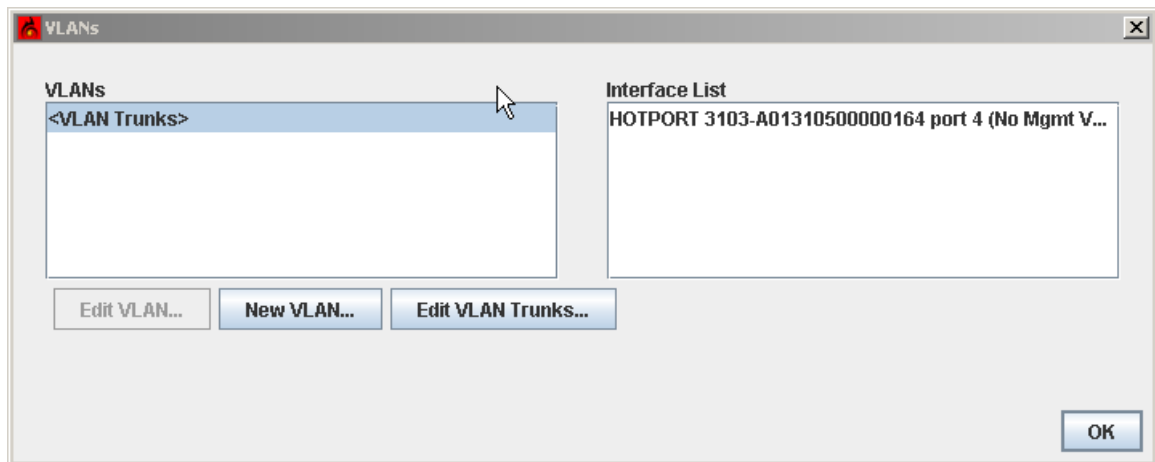 VLANs
VLANs
Interface List
<VLAN Trunks>
HOTPORT 3103-A01310500000164 port 4 (No Mgmt V...
Edit VLAN...
New VLAN...
Edit VLAN Trunks...
OK